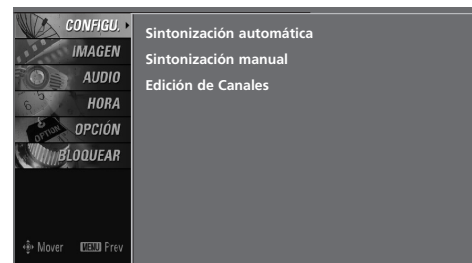 CONFIGU.
IMAGEN
AUDIO
HORA
OPCIÓN
BLOQUEAR
Mover MENU Prev
Sintonización automática
Sintonización manual
Edición de Canales